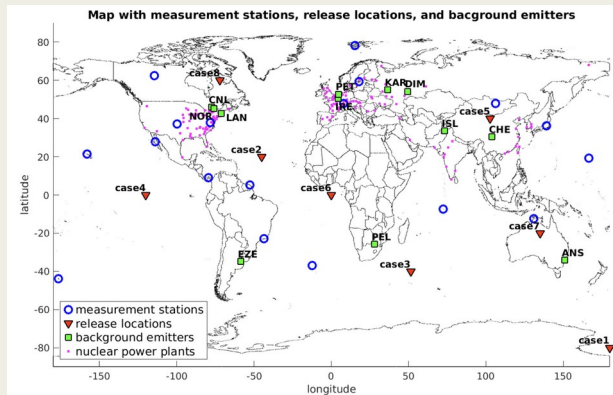 Map with measurement stations, release locations, and bagground emitters
80
60
40
20
0
-20
-40
-60
-80
latitude
case8
CNL
NOR
LAN
PET
IRE
KAR
DIM
case5
ISL
CHE
case2
case4
case6
case7
PEL
EZE
case3
ANS
case1
measurement stations
release locations
background emitters
nuclear power plants
-150
-100
-50
0
50
100
150
longitude